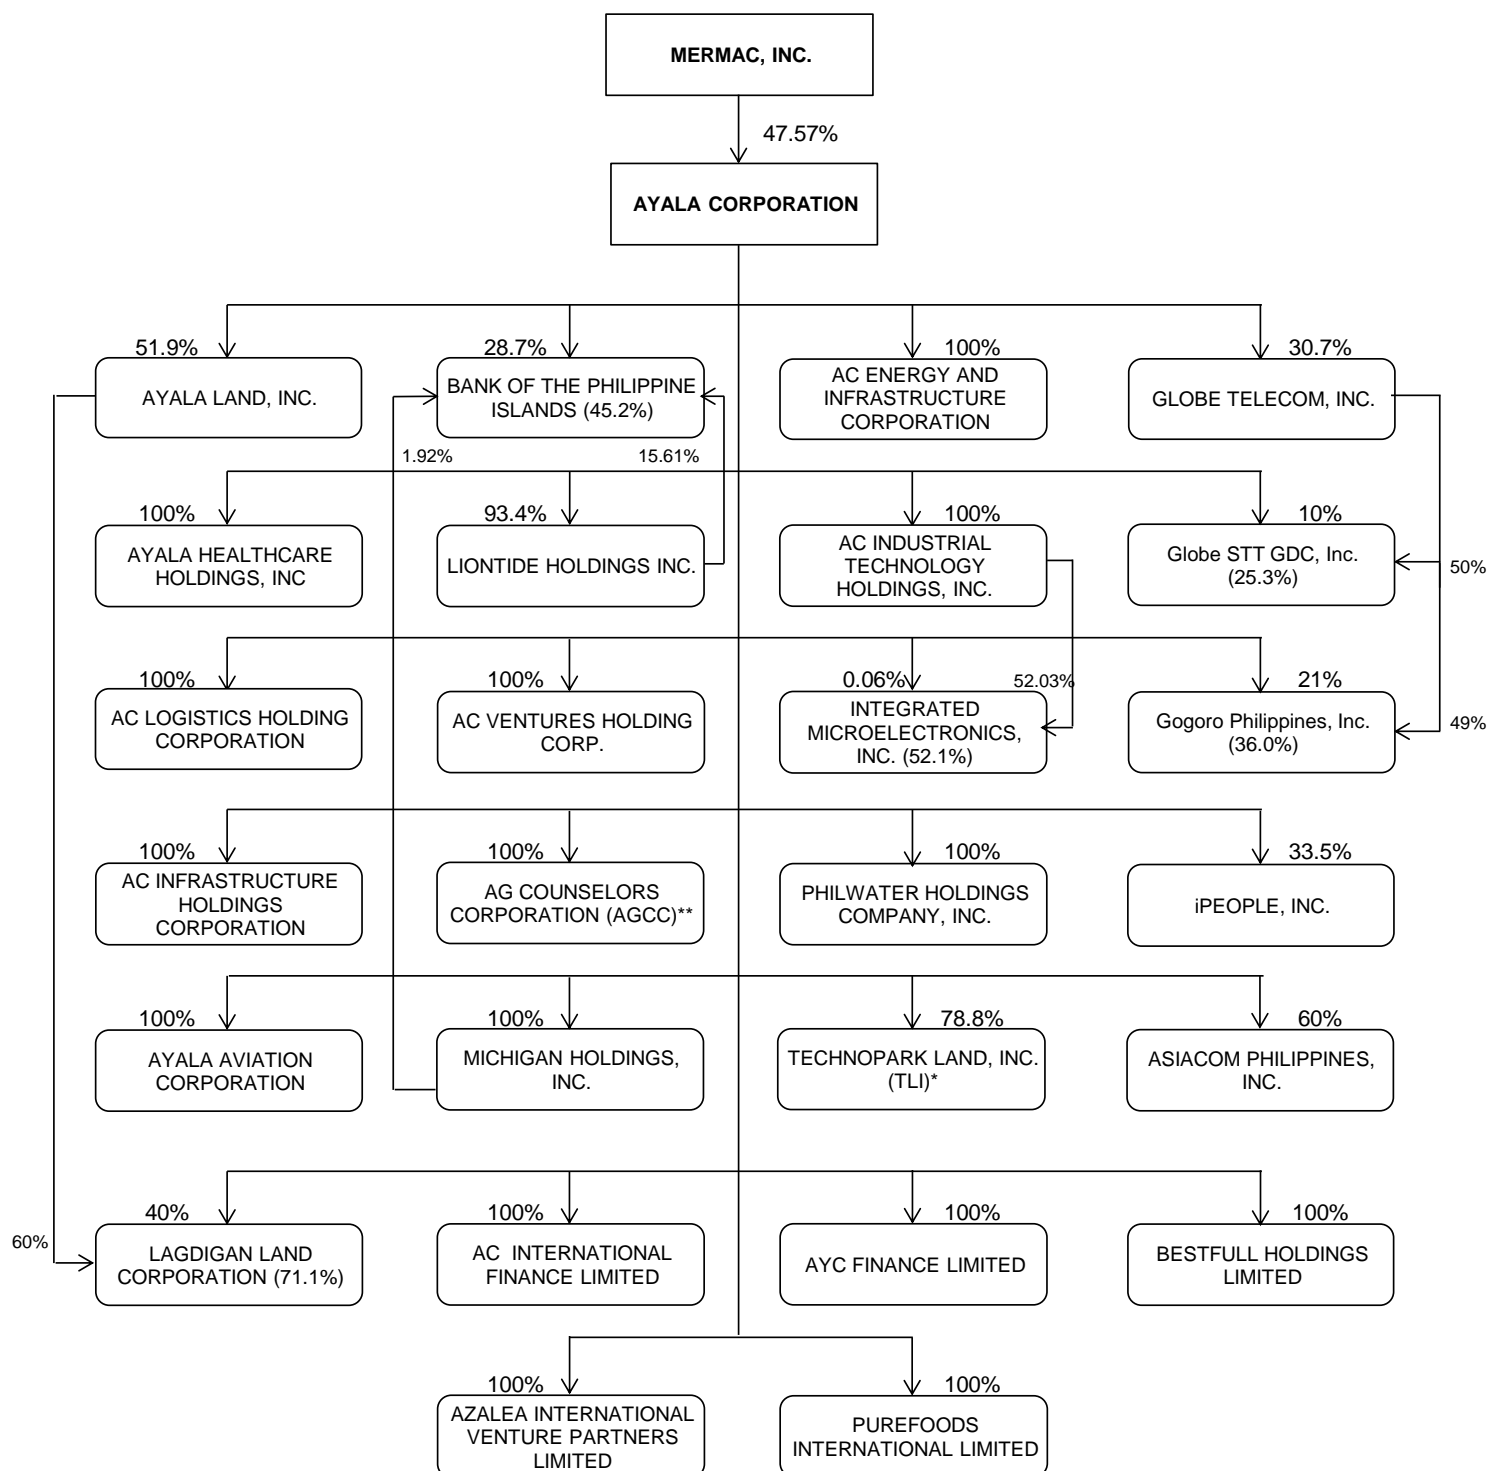 MERMAC, INC.
47.57%
AYALA CORPORATION
51.9%
28.7%
100%
30.7%
AYALA LAND, INC.
BANK OF THE PHILIPPINE
ISLANDS (45.2%)
AC ENERGY AND
INFRASTRUCTURE
CORPORATION
GLOBE TELECOM, INC.
1.92%
15.61%
100%
93.4%
100%
10%
AYALA HEALTHCARE
HOLDINGS, INC
LIONTIDE HOLDINGS INC.
AC INDUSTRIAL
TECHNOLOGY
HOLDINGS, INC.
Globe STT GDC, Inc.
(25.3%)
50%
100%
100%
0.06%
52.03%
21%
AC LOGISTICS HOLDING
CORPORATION
AC VENTURES HOLDING
CORP.
INTEGRATED
MICROELECTRONICS,
INC. (52.1%)
Gogoro Philippines, Inc.
(36.0%)
49%
100%
100%
100%
33.5%
AC INFRASTRUCTURE
HOLDINGS
CORPORATION
AG COUNSELORS
CORPORATION (AGCC)**
PHILWATER HOLDINGS
COMPANY, INC.
iPEOPLE, INC.
100%
100%
78.8%
60%
AYALA AVIATION
CORPORATION
MICHIGAN HOLDINGS,
INC.
TECHNOPARK LAND, INC.
(TLI)*
ASIACOM PHILIPPINES,
INC.
40%
100%
100%
100%
60%
LAGDIGAN LAND
CORPORATION (71.1%)
AC INTERNATIONAL
FINANCE LIMITED
AYC FINANCE LIMITED
BESTFULL HOLDINGS
LIMITED
100%
100%
AZALEA INTERNATIONAL
VENTURE PARTNERS
LIMITED
PUREFOODS
INTERNATIONAL LIMITED